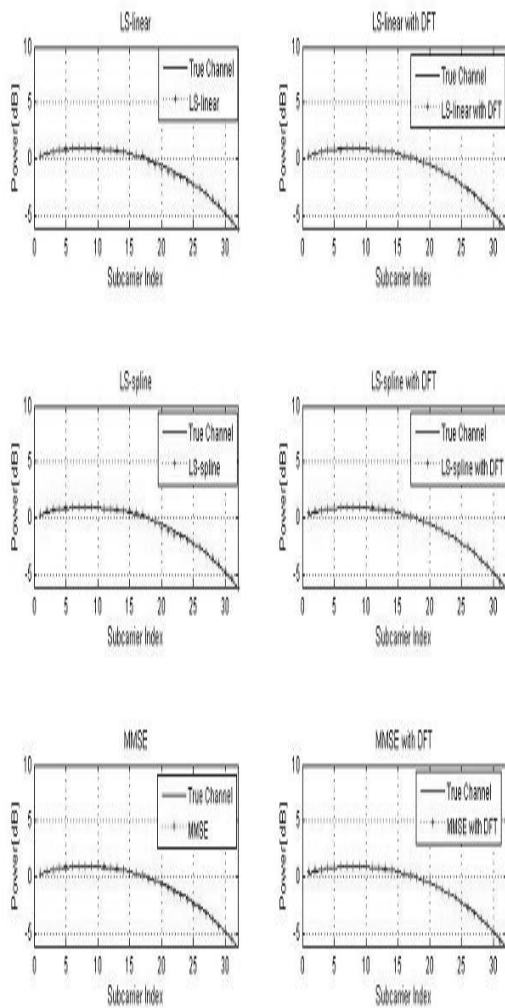 LS-linear
10
5
0
-5
Power[dB]
True Channel
LS-linear
0 5 10 15 20 25 30
Subcarrier Index
LS-linear with DFT
10
5
0
-5
Power[dB]
True Channel
LS-linear with DFT
0 5 10 15 20 25 30
Subcarrier Index
LS-spline
10
5
0
-5
Power[dB]
True Channel
LS-spline
0 5 10 15 20 25 30
Subcarrier Index
LS-spline with DFT
10
5
0
-5
Power[dB]
True Channel
LS-spline with DFT
0 5 10 15 20 25 30
Subcarrier Index
MMSE
10
5
0
-5
Power[dB]
True Channel
MMSE
0 5 10 15 20 25 30
Subcarrier Index
MMSE with DFT
10
5
0
-5
Power[dB]
True Channel
MMSE with DFT
0 5 10 15 20 25 30
Subcarrier Index